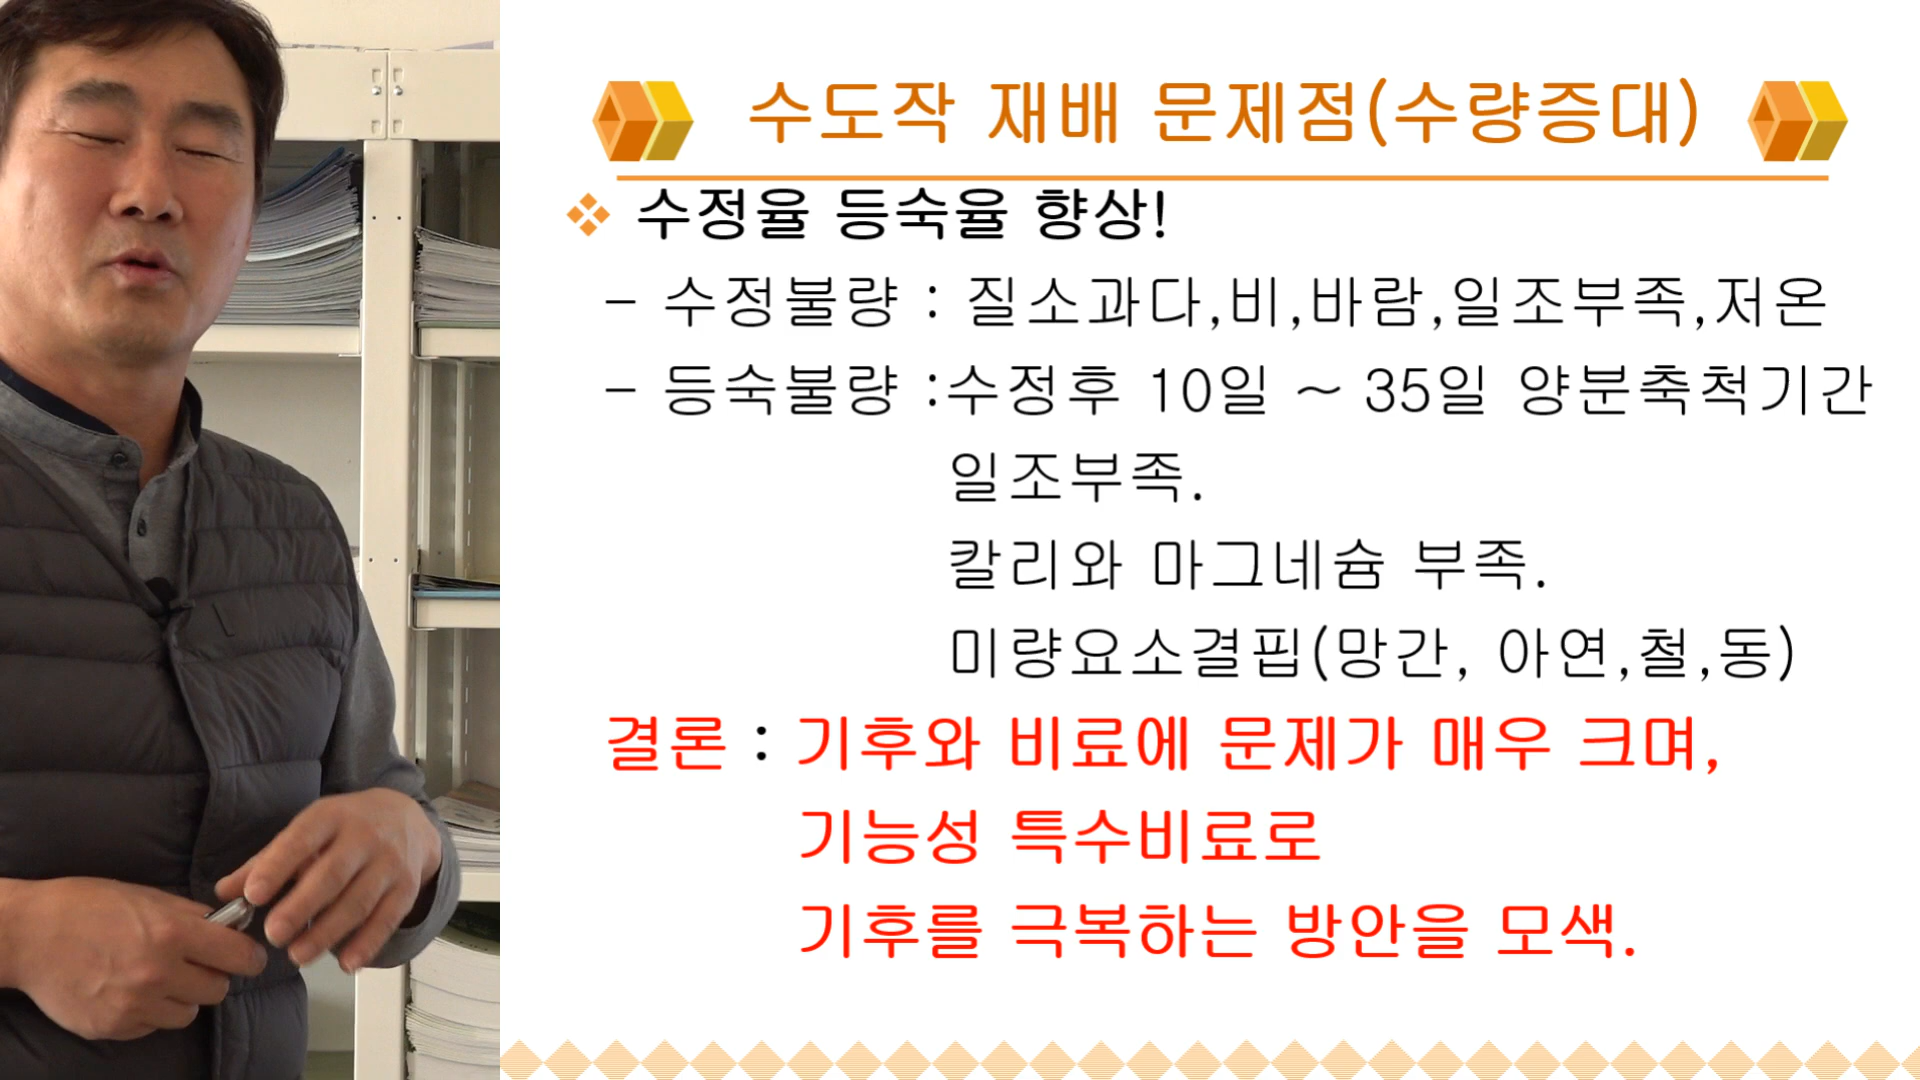 수도작 재배 문제점(수량증대)
수정율 등숙율 향상!
- 수정불량 : 질소과다,비,바람,일조부족,저온
- 등숙불량 :수정후 10일 ~ 35일 양분축척기간
일조부족.
칼리와 마그네슘 부족.
미량요소결핍(망간, 아연,철,동)
결론 : 기후와 비료에 문제가 매우 크며,
기능성 특수비료로
기후를 극복하는 방안을 모색.